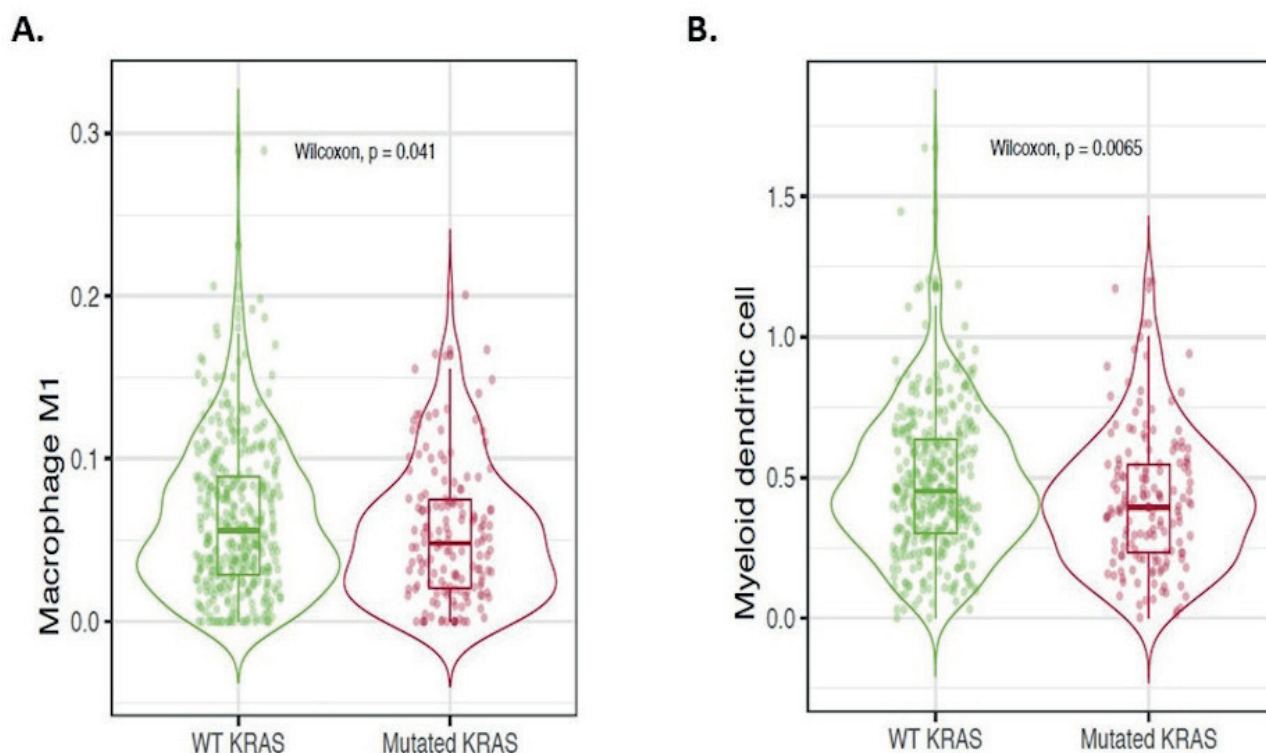 A.
B.
Wilcoxon, p = 0.041
Macrophage M1
0.3
0.2
0.1
0.0
WT KRAS
Mutated KRAS
Wilcoxon, p = 0.0065
Myeloid dendritic cell
1.5
1.0
0.5
0.0
WT KRAS
Mutated KRAS